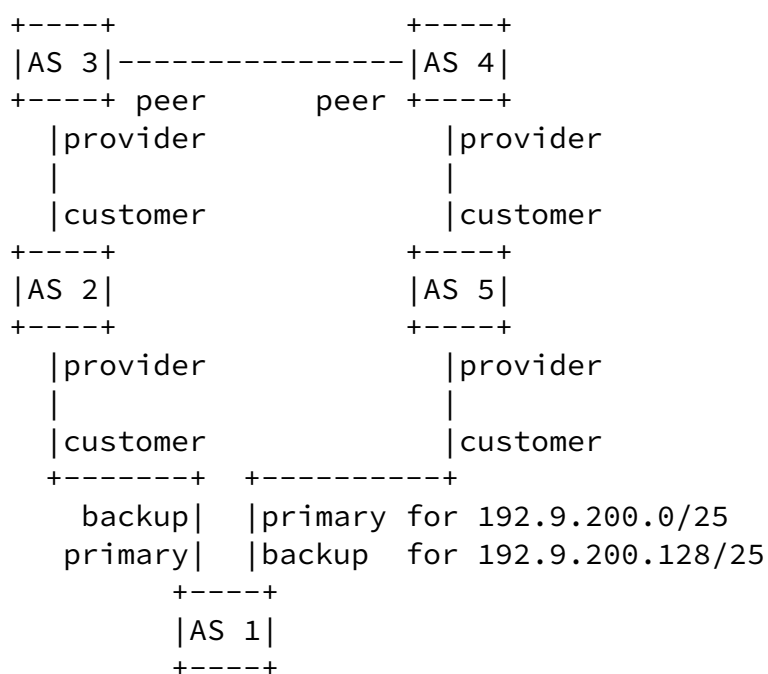 +----+                +----+
|AS 3|----------------|AS 4|
+----+ peer      peer +----+
  |provider             |provider
  |                     |
  |customer             |customer
+----+                +----+
|AS 2|                |AS 5|
+----+                +----+
  |provider             |provider
  |                     |
  |customer             |customer
  +-------+  +----------+
    backup|  |primary for 192.9.200.0/25
   primary|  |backup  for 192.9.200.128/25
         +----+
         |AS 1|
         +----+